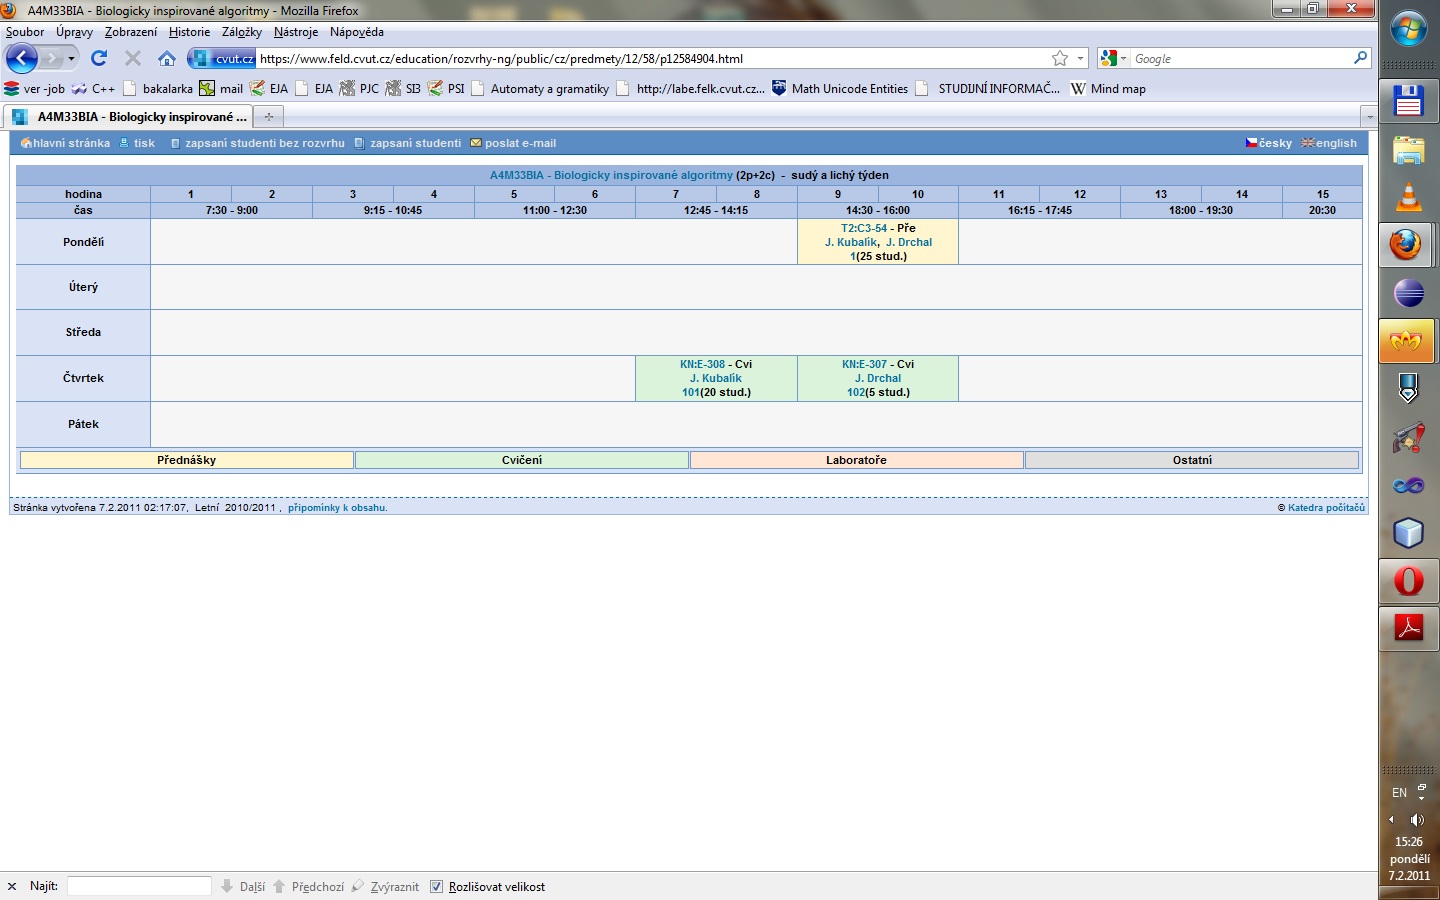 A4M33BIA - Biologicky inspirované algoritmy - Mozilla Firefox
Soubor Úpravy Zobrazení Historie Záložky Nástroje Nápověda
cvut.cz https://www.feld.cvut.cz/education/rozvrhy-ng/public/cz/predmety/12/58/p12584904.html Google
ver -job C++ bakalarka mail EJA EJA PJC SI3 PSI Automaty a gramatiky http://labe.felk.cvut.cz... Math Unicode Entities STUDIJNÍ INFORMAČ... Mind map
A4M33BIA - Biologicky inspirované ...
hlavní stránka tisk zapsaní studenti bez rozvrhu zapsaní studenti poslat e-mail česky english
A4M33BIA - Biologicky inspirované algoritmy (2p+2c) - sudý a lichý týden
hodina 1 2 3 4 5 6 7 8 9 10 11 12 13 14 15
čas 7:30 - 9:00 9:15 - 10:45 11:00 - 12:30 12:45 - 14:15 14:30 - 16:00 16:15 - 17:45 18:00 - 19:30 20:30
Pondělí
T2:C3-54 - Pře
J. Kubalík, J. Drchal
1(25 stud.)
Úterý
Středa
Čtvrtek
KN:E-308 - Cvi
J. Kubalík
101(20 stud.)
KN:E-307 - Cvi
J. Drchal
102(5 stud.)
Pátek
Přednášky Cvičení Laboratoře Ostatní
Stránka vytvořena 7.2.2011 02:17:07, Letní 2010/2011 , připomínky k obsahu. © Katedra počítačů
Najít: Další Předchozí Zvýraznit Rozlišovat velikost
EN
15:26
pondělí
7.2.2011